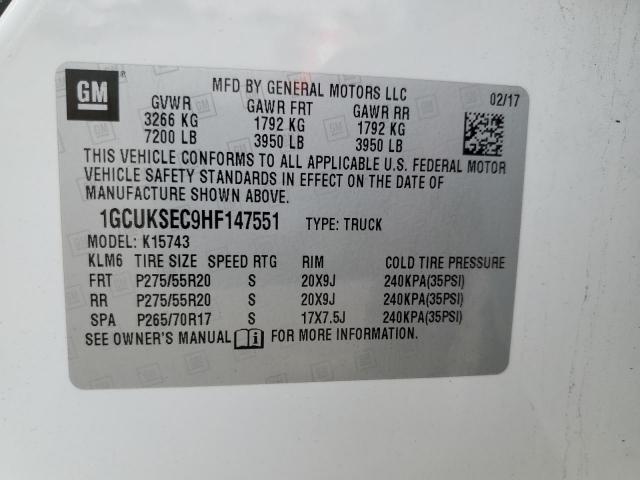 GM
MFD BY GENERAL MOTORS LLC
02/17
GVWR GAWR FRT GAWR RR
3266 KG 1792 KG 1792 KG
7200 LB 3950 LB 3950 LB
THIS VEHICLE CONFORMS TO ALL APPLICABLE U.S. FEDERAL MOTOR
VEHICLE SAFETY STANDARDS IN EFFECT ON THE DATE OF
MANUFACTURE SHOWN ABOVE.
1GCUKSEC9HF147551 TYPE: TRUCK
MODEL: K15743
KLM6 TIRE SIZE SPEED RTG RIM COLD TIRE PRESSURE
FRT P275/55R20 S 20X9J 240KPA(35PSI)
RR P275/55R20 S 20X9J 240KPA(35PSI)
SPA P265/70R17 S 17X7.5J 240KPA(35PSI)
SEE OWNER'S MANUAL i FOR MORE INFORMATION.